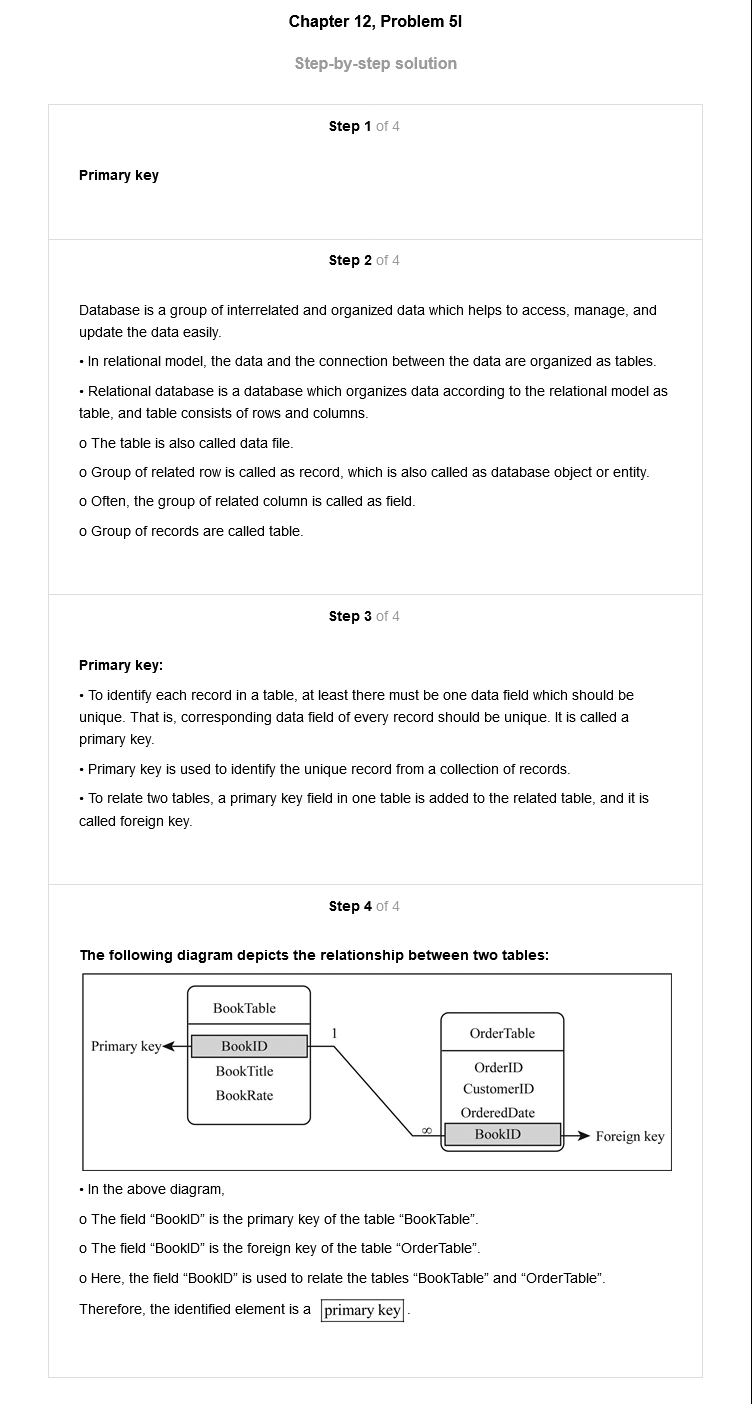 Chapter 12, Problem 5I
Step-by-step solution
Step 1 of 4
Primary key
Step 2 of 4
Database is a group of interrelated and organized data which helps to access, manage, and
update the data easily.
• In relational model, the data and the connection between the data are organized as tables.
• Relational database is a database which organizes data according to the relational model as
table, and table consists of rows and columns.
o The table is also called data file.
o Group of related row is called as record, which is also called as database object or entity.
o Often, the group of related column is called as field.
o Group of records are called table.
Step 3 of 4
Primary key:
• To identify each record in a table, at least there must be one data field which should be
unique. That is, corresponding data field of every record should be unique. It is called a
primary key.
• Primary key is used to identify the unique record from a collection of records.
• To relate two tables, a primary key field in one table is added to the related table, and it is
called foreign key.
Step 4 of 4
The following diagram depicts the relationship between two tables:
BookTable
Primary key
BookID
BookTitle
BookRate
1
∞
OrderTable
OrderID
CustomerID
OrderedDate
BookID
Foreign key
• In the above diagram,
o The field “BookID” is the primary key of the table “BookTable”.
o The field “BookID” is the foreign key of the table “OrderTable”.
o Here, the field “BookID” is used to relate the tables “BookTable” and “OrderTable”.
Therefore, the identified element is a primary key.